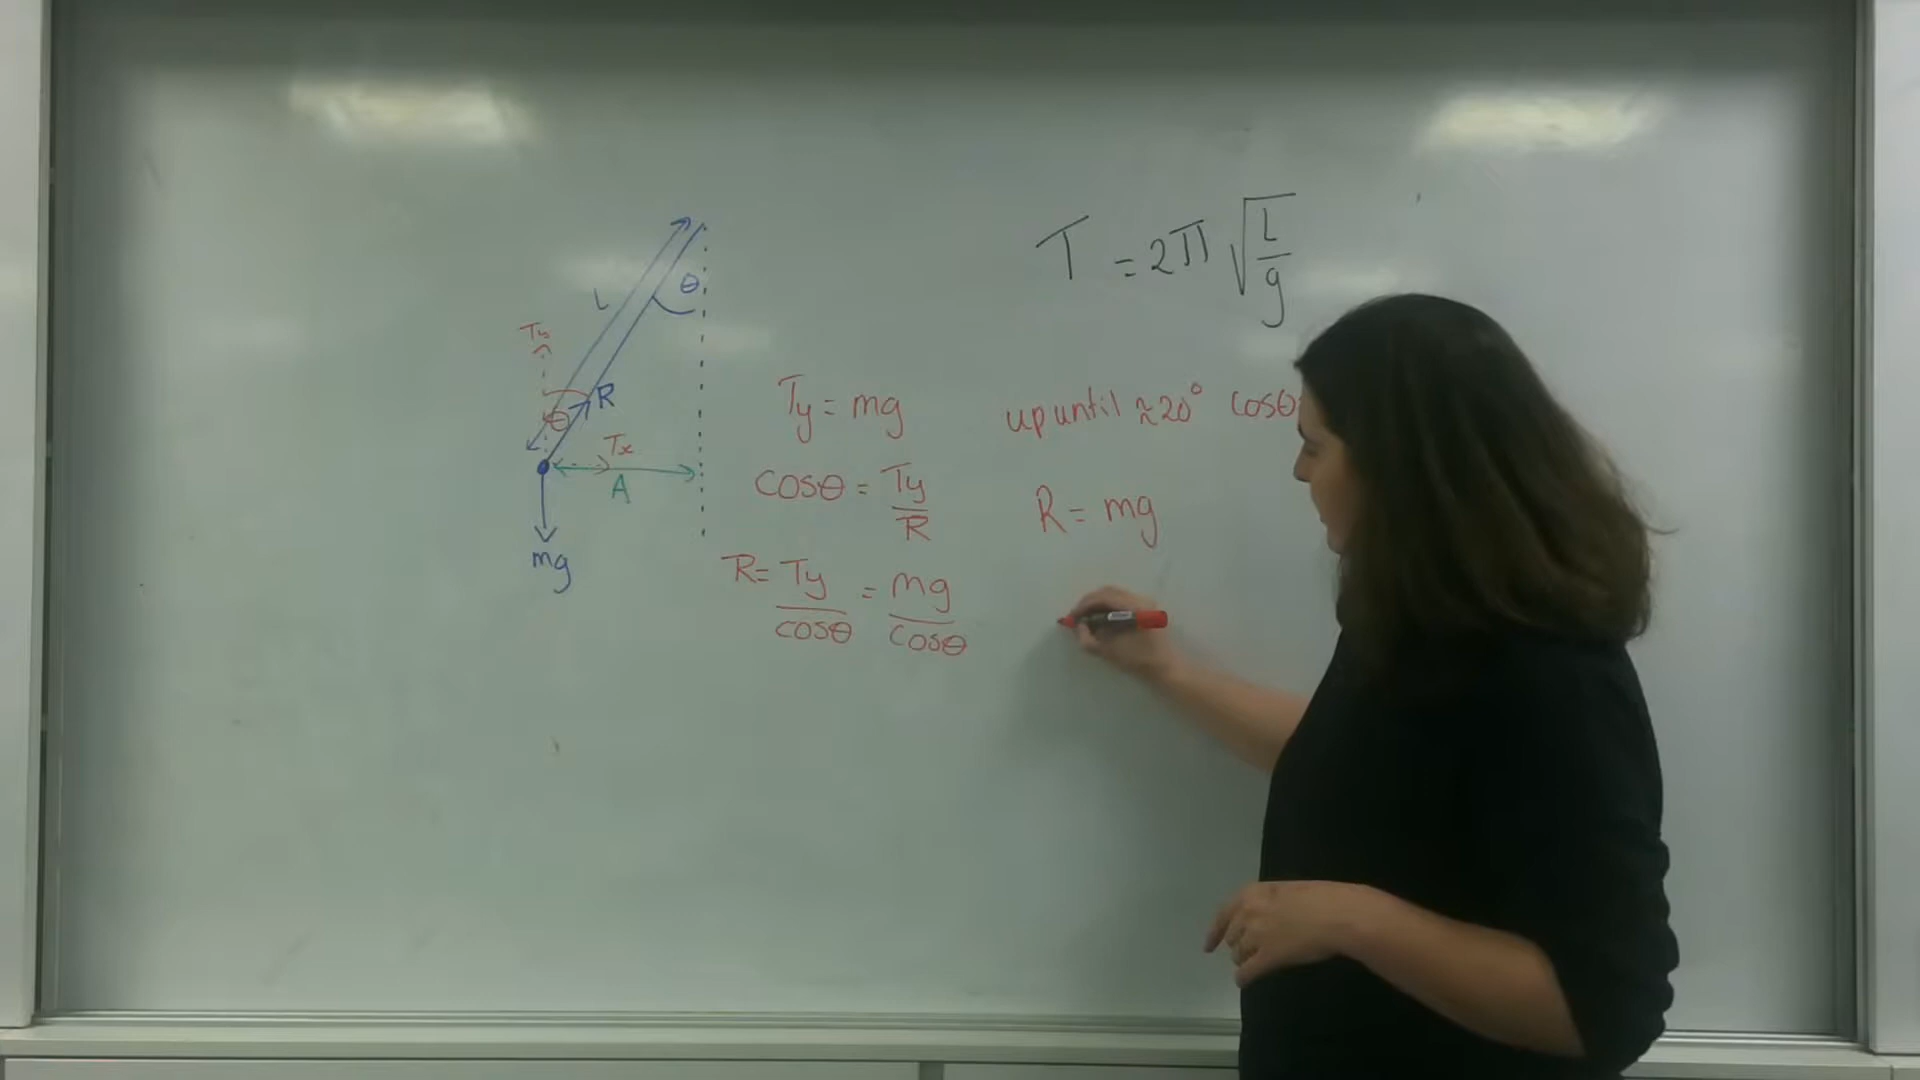 T = 2π √(L/g)
L
θ
Ty
R
θ
Tx
A
mg
Ty = mg
cosθ = Ty/R
R = Ty/cosθ = mg/cosθ
up until ≈20° cosθ
R = mg